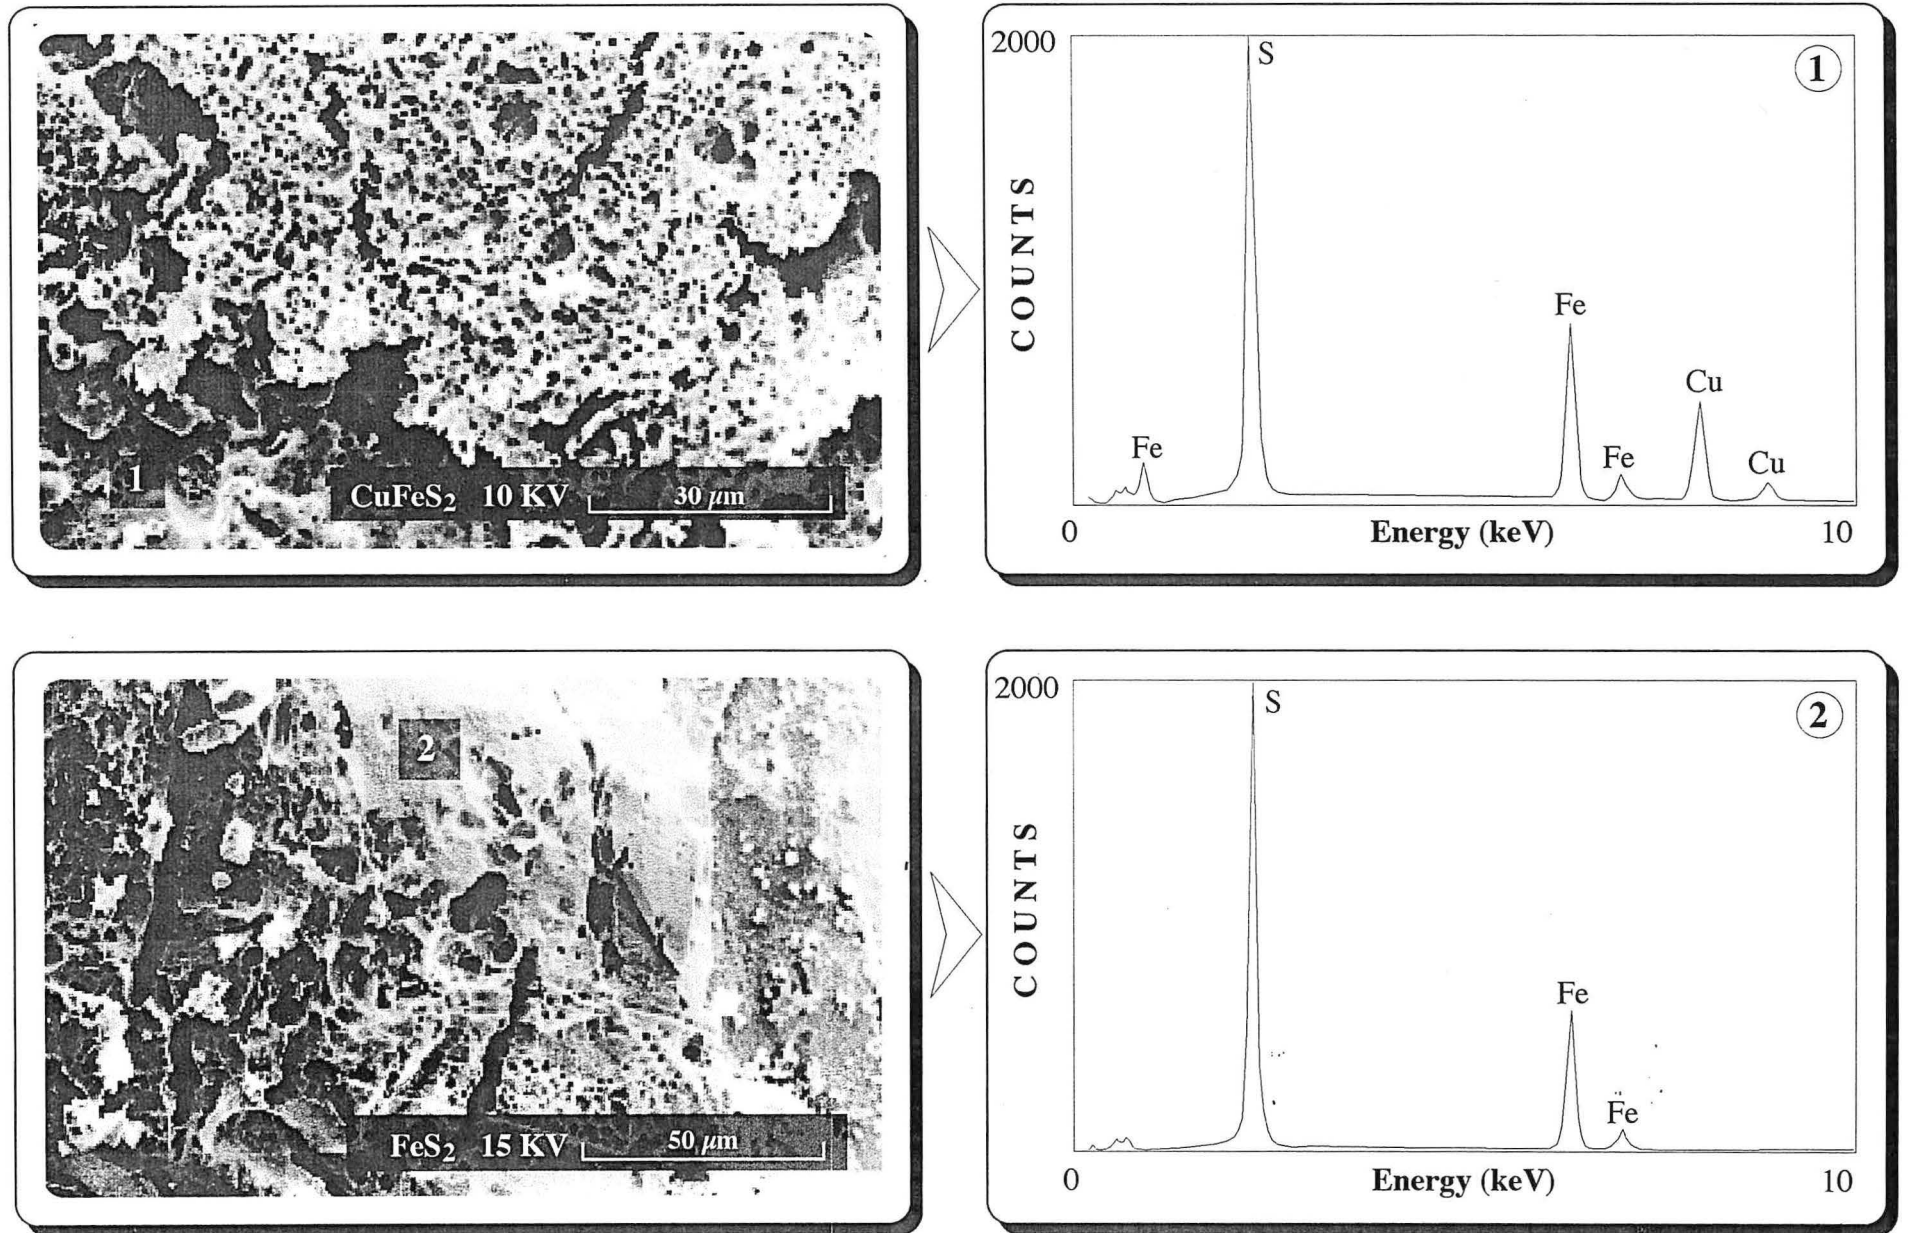 1
CuFeS₂ 10 KV 30 µm
2000
COUNTS
S
1
Fe
Fe
Fe
Cu
Cu
0
Energy (keV)
10
2
FeS₂ 15 KV 50 µm
2000
COUNTS
S
2
Fe
Fe
0
Energy (keV)
10